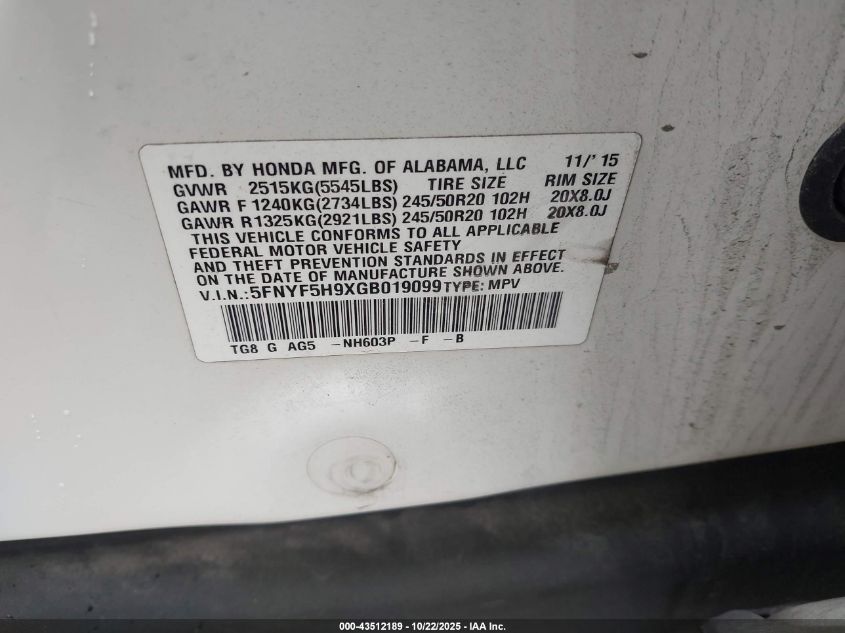 MFD. BY HONDA MFG. OF ALABAMA, LLC 11/'15
GVWR 2515KG(5545LBS) TIRE SIZE RIM SIZE
GAWR F 1240KG(2734LBS) 245/50R20 102H 20X8.0J
GAWR R 1325KG(2921LBS) 245/50R20 102H 20X8.0J
THIS VEHICLE CONFORMS TO ALL APPLICABLE
FEDERAL MOTOR VEHICLE SAFETY
AND THEFT PREVENTION STANDARDS IN EFFECT
ON THE DATE OF MANUFACTURE SHOWN ABOVE.
V.I.N.:5FNYF5H9XGB019099 TYPE: MPV
TG8 G AG5 -NH603P -F -B
000-43512189 - 10/22/2025 - IAA Inc.